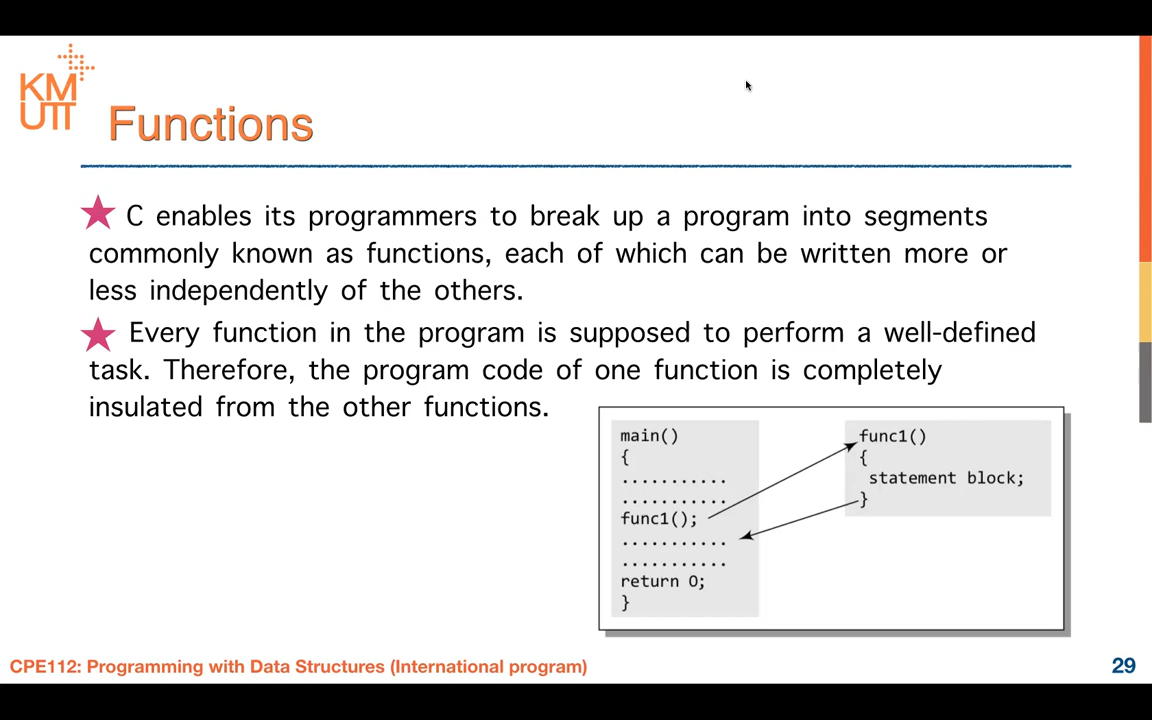 KM
UTT
Functions
C enables its programmers to break up a program into segments
commonly known as functions, each of which can be written more or
less independently of the others.
Every function in the program is supposed to perform a well-defined
task. Therefore, the program code of one function is completely
insulated from the other functions.
main()
{
...........
...........
func1();
...........
...........
return 0;
}
func1()
{
statement block;
}
CPE112: Programming with Data Structures (International program)
29